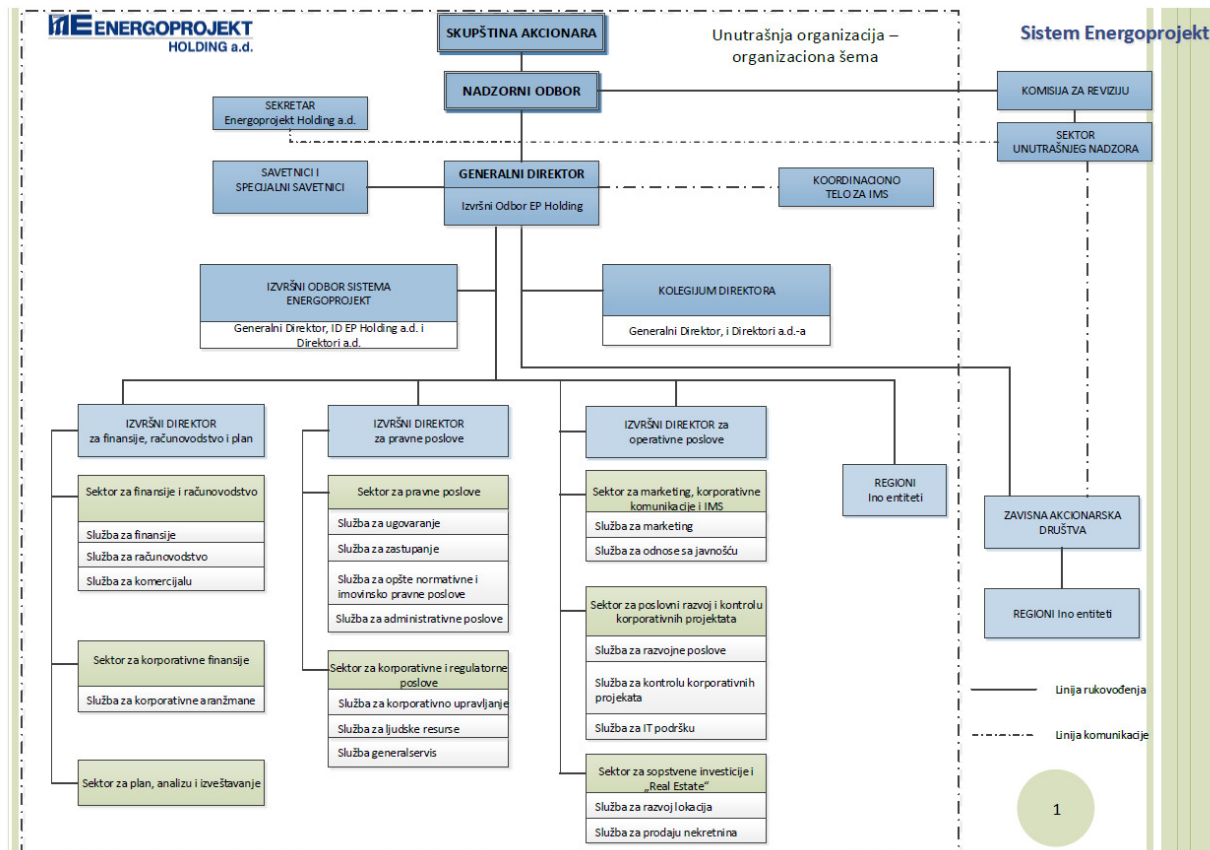 ENERGOPROJEKT
HOLDING a.d.
SKUPŠTINA AKCIONARA
Unutrašnja organizacija –
organizaciona šema
Sistem Energoprojekt
NADZORNI ODBOR
KOMISIJA ZA REVIZIJU
SEKRETAR
Energoprojekt Holding a.d.
SEKTOR
UNUTRAŠNJEG NADZORA
SAVETNICI I
SPECIJALNI SAVETNICI
GENERALNI DIREKTOR
Izvršni Odbor EP Holding
KOORDINACIONO
TELO ZA IMS
IZVRŠNI ODBOR SISTEMA
ENERGOPROJEKT
Generalni Direktor, ID EP Holding a.d. i
Direktori a.d.
KOLEGIJUM DIREKTORA
Generalni Direktor, i Direktori a.d.-a
IZVRŠNI DIREKTOR
za finansije, računovodstvo i plan
Sektor za finansije i računovodstvo
Služba za finansije
Služba za računovodstvo
Služba za komercijalu
Sektor za korporativne finansije
Služba za korporativne aranžmane
Sektor za plan, analizu i izveštavanje
IZVRŠNI DIREKTOR
za pravne poslove
Sektor za pravne poslove
Služba za ugovaranje
Služba za zastupanje
Služba za opšte normativne i
imovinsko pravne poslove
Služba za administrativne poslove
Sektor za korporativne i regulatorne
poslove
Služba za korporativno upravljanje
Služba za ljudske resurse
Služba generalservis
IZVRŠNI DIREKTOR za
operativne poslove
Sektor za marketing, korporativne
komunikacije i IMS
Služba za marketing
Služba za odnose sa javnošću
Sektor za poslovni razvoj i kontrolu
korporativnih projektata
Služba za razvojne poslove
Služba za kontrolu korporativnih
projekata
Služba za IT podršku
Sektor za sopstvene investicije i
„Real Estate“
Služba za razvoj lokacija
Služba za prodaju nekretnina
REGIONI
Ino entiteti
ZAVISNA AKCIONARSKA
DRUŠTVA
REGIONI Ino entiteti
Linija rukovođenja
Linija komunikacije
1